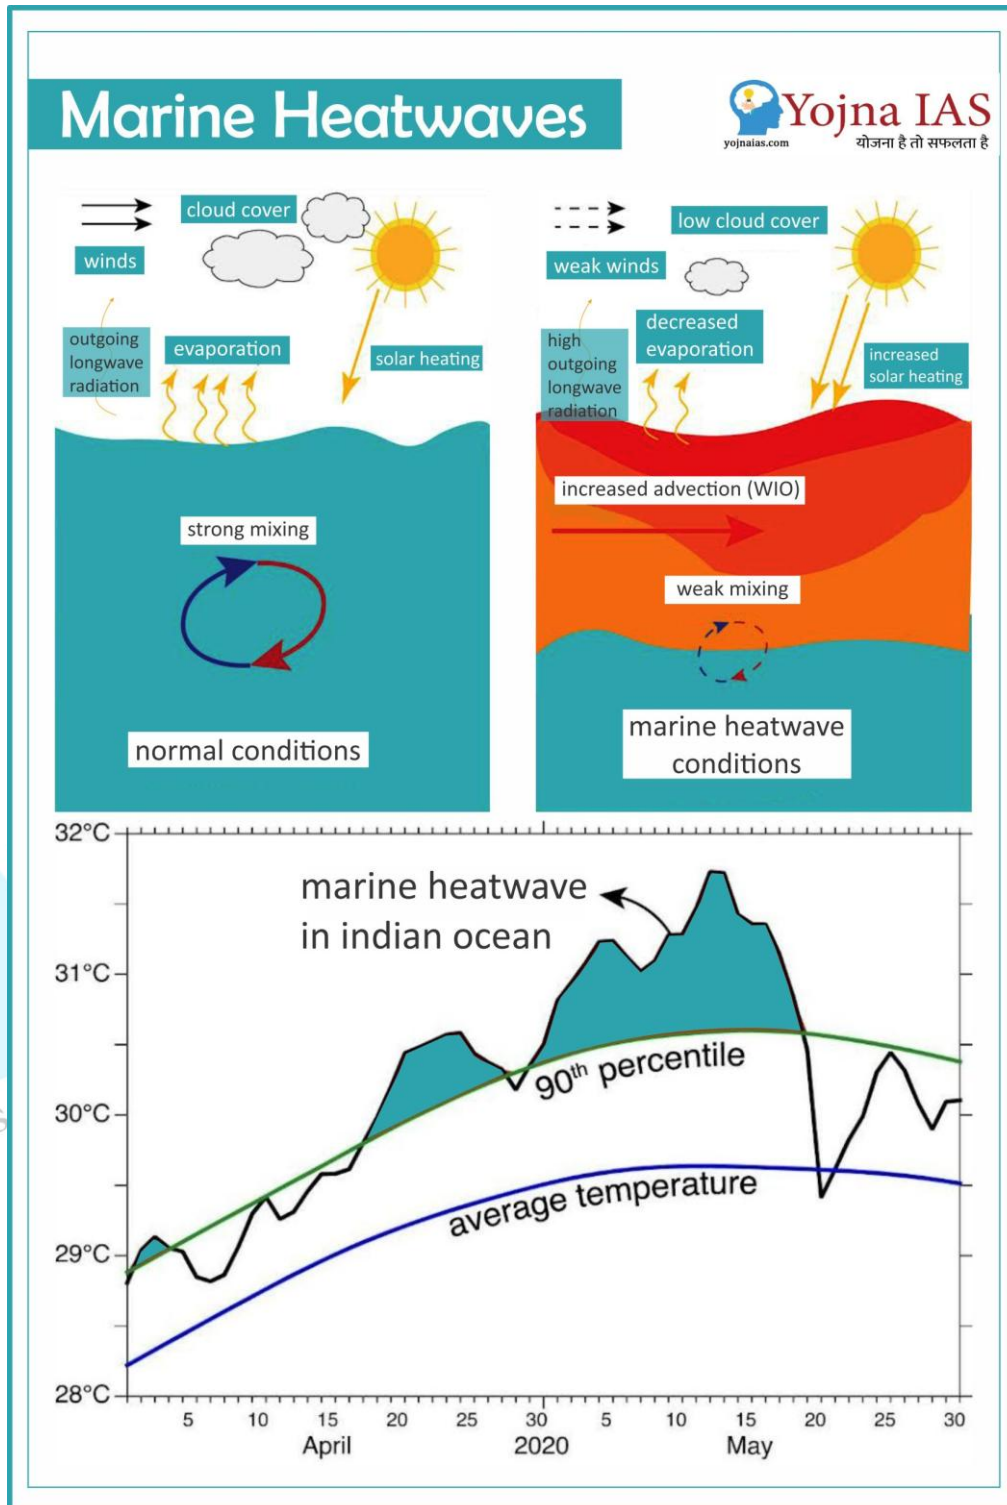 Marine Heatwaves
Yojna IAS
yojnaias.com
योजना है तो सफलता है
cloud cover
winds
outgoing
longwave
radiation
evaporation
solar heating
strong mixing
normal conditions
low cloud cover
weak winds
high
outgoing
longwave
radiation
decreased
evaporation
increased
solar heating
increased advection (WIO)
weak mixing
marine heatwave
conditions
32°C
31°C
30°C
29°C
28°C
marine heatwave
in indian ocean
90th percentile
average temperature
5 10 15 20 25 30 5 10 15 20 25 30
April 2020 May